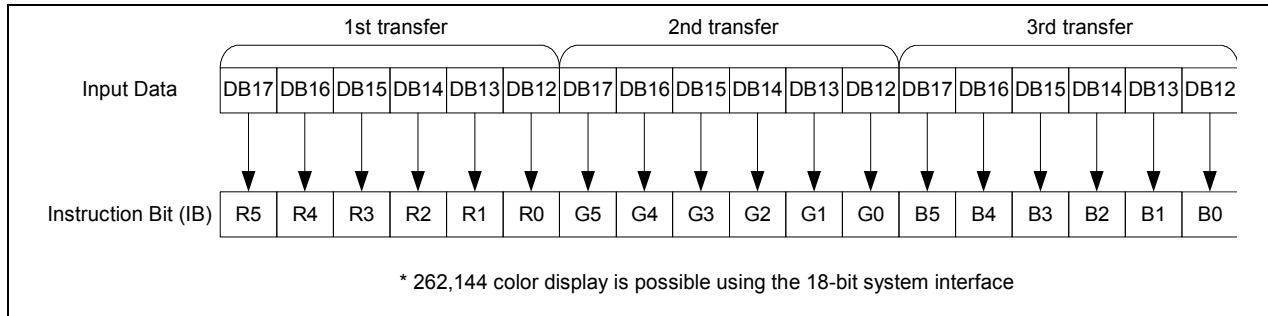 1st transfer 2nd transfer 3rd transfer
Input Data DB17 DB16 DB15 DB14 DB13 DB12 DB17 DB16 DB15 DB14 DB13 DB12 DB17 DB16 DB15 DB14 DB13 DB12
Instruction Bit (IB) R5 R4 R3 R2 R1 R0 G5 G4 G3 G2 G1 G0 B5 B4 B3 B2 B1 B0
* 262,144 color display is possible using the 18-bit system interface